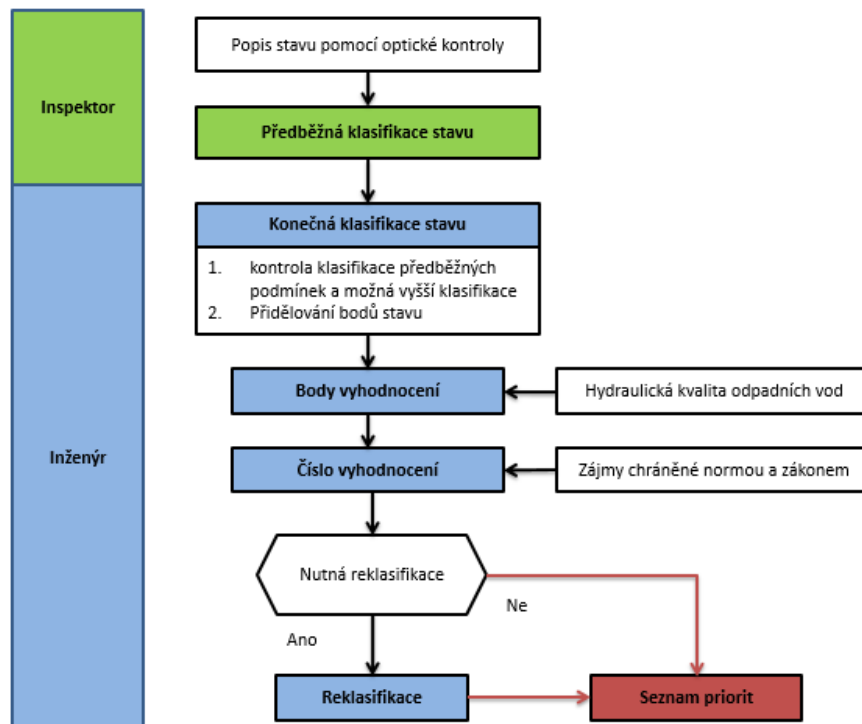 Popis stavu pomocí optické kontroly
Inspektor
Předběžná klasifikace stavu
Konečná klasifikace stavu
1. kontrola klasifikace předběžných
podmínek a možná vyšší klasifikace
2. Přidělování bodů stavu
Body vyhodnocení
Hydraulická kvalita odpadních vod
Inženýr
Číslo vyhodnocení
Zájmy chráněné normou a zákonem
Nutná reklasifikace
Ne
Ano
Reklasifikace
Seznam priorit